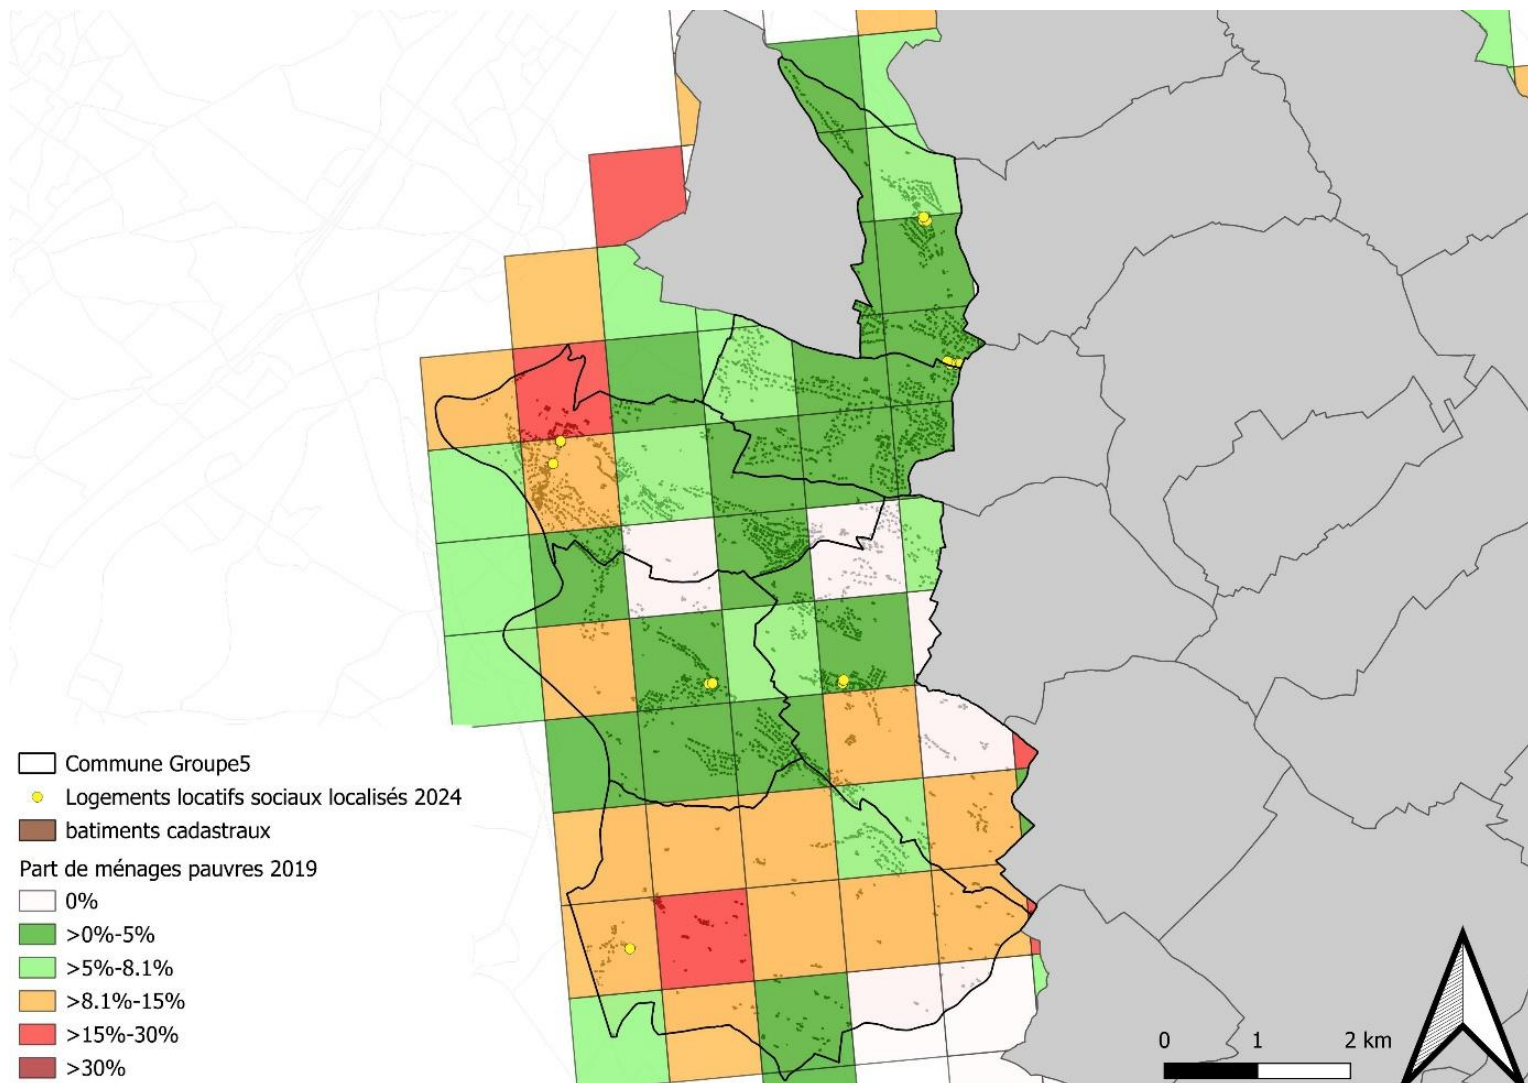 Commune Groupe5
Logements locatifs sociaux localisés 2024
batiments cadastraux
Part de ménages pauvres 2019
0%
>0%-5%
>5%-8.1%
>8.1%-15%
>15%-30%
>30%
0 1 2 km